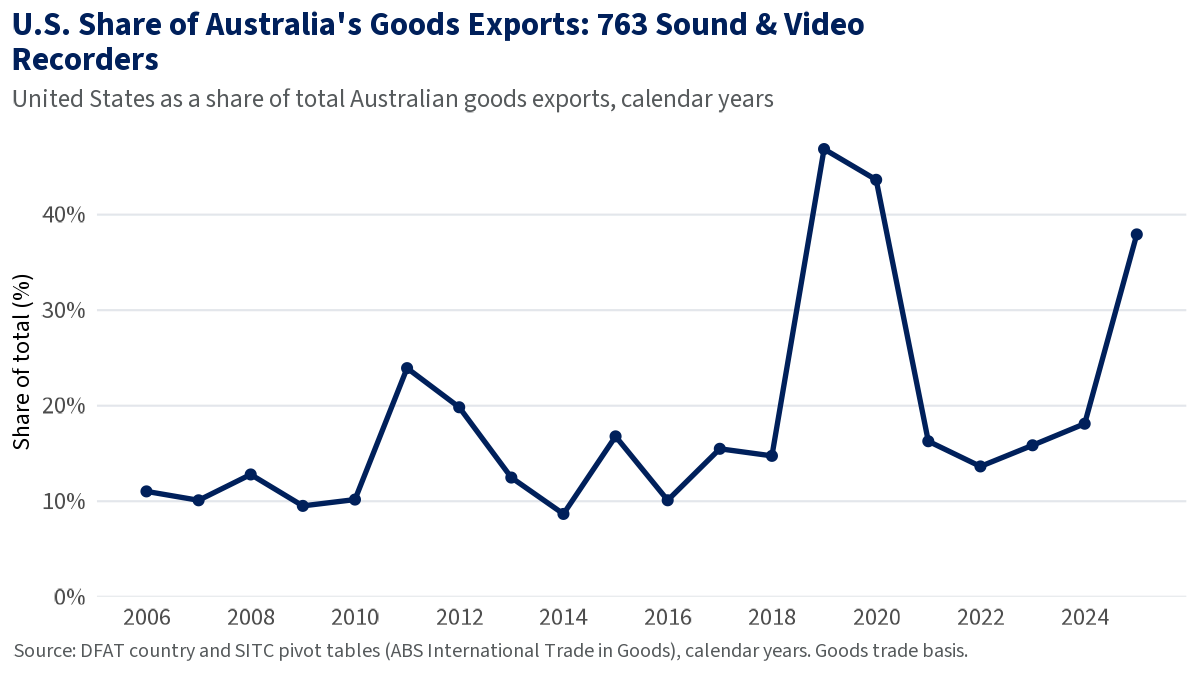 U.S. Share of Australia's Goods Exports: 763 Sound & Video
Recorders
United States as a share of total Australian goods exports, calendar years
Share of total (%)
40%
30%
20%
10%
0%
2006 2008 2010 2012 2014 2016 2018 2020 2022 2024
Source: DFAT country and SITC pivot tables (ABS International Trade in Goods), calendar years. Goods trade basis.